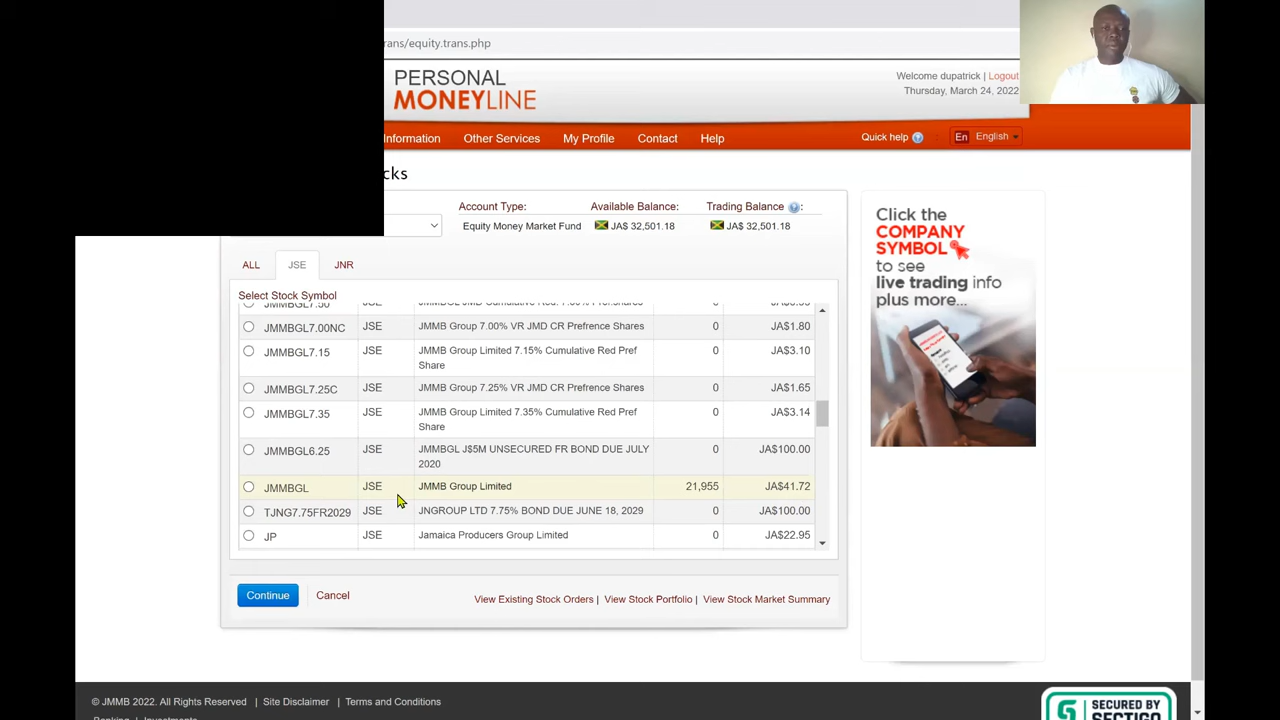 rans/equity.trans.php
PERSONAL
MONEYLINE
Welcome dupatrick | Logout
Thursday, March 24, 2022
Information Other Services My Profile Contact Help Quick help ? En English
cks
Account Type: Available Balance: Trading Balance ? :
Equity Money Market Fund JA$ 32,501.18 JA$ 32,501.18
ALL JSE JNR
Select Stock Symbol
JMMBGL7.50
JMMBGL7.00NC JSE JMMB Group 7.00% VR JMD CR Prefrence Shares 0 JA$1.80
JMMBGL7.15 JSE JMMB Group Limited 7.15% Cumulative Red Pref 0 JA$3.10
Share
JMMBGL7.25C JSE JMMB Group 7.25% VR JMD CR Prefrence Shares 0 JA$1.65
JMMBGL7.35 JSE JMMB Group Limited 7.35% Cumulative Red Pref 0 JA$3.14
Share
JMMBGL6.25 JSE JMMBGL J$5M UNSECURED FR BOND DUE JULY 0 JA$100.00
2020
JMMBGL JSE JMMB Group Limited 21,955 JA$41.72
TJNG7.75FR2029 JSE JNGROUP LTD 7.75% BOND DUE JUNE 18, 2029 0 JA$100.00
JP JSE Jamaica Producers Group Limited 0 JA$22.95
Continue Cancel View Existing Stock Orders | View Stock Portfolio | View Stock Market Summary
Click the
COMPANY
SYMBOL
to see
live trading info
plus more...
© JMMB 2022. All Rights Reserved | Site Disclaimer | Terms and Conditions
Banking Investments
SECURED BY
SECTIGO